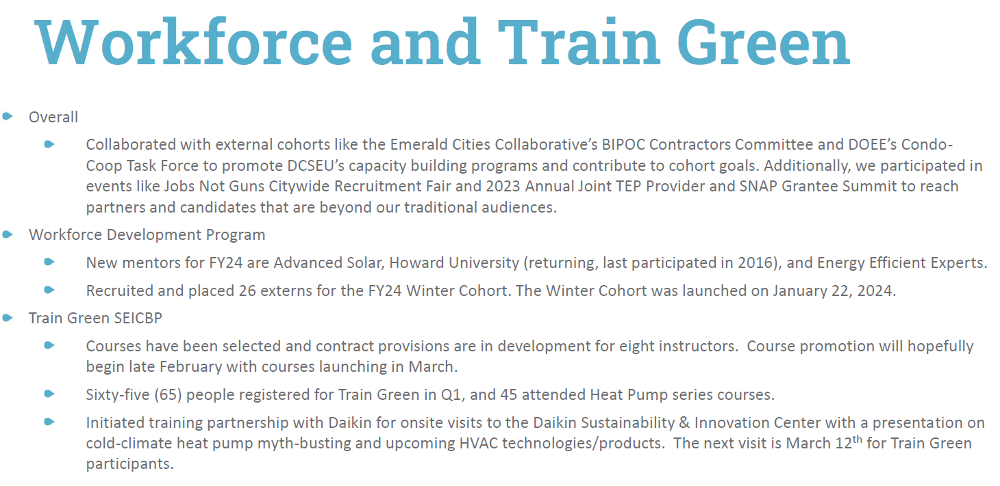 Workforce and Train Green
Overall
Collaborated with external cohorts like the Emerald Cities Collaborative’s BIPOC Contractors Committee and DOEE’s Condo-
Coop Task Force to promote DCSEU’s capacity building programs and contribute to cohort goals. Additionally, we participated in
events like Jobs Not Guns Citywide Recruitment Fair and 2023 Annual Joint TEP Provider and SNAP Grantee Summit to reach
partners and candidates that are beyond our traditional audiences.
Workforce Development Program
New mentors for FY24 are Advanced Solar, Howard University (returning, last participated in 2016), and Energy Efficient Experts.
Recruited and placed 26 externs for the FY24 Winter Cohort. The Winter Cohort was launched on January 22, 2024.
Train Green SEICBP
Courses have been selected and contract provisions are in development for eight instructors.  Course promotion will hopefully
begin late February with courses launching in March.
Sixty-five (65) people registered for Train Green in Q1, and 45 attended Heat Pump series courses.
Initiated training partnership with Daikin for onsite visits to the Daikin Sustainability & Innovation Center with a presentation on
cold-climate heat pump myth-busting and upcoming HVAC technologies/products.  The next visit is March 12th for Train Green
participants.